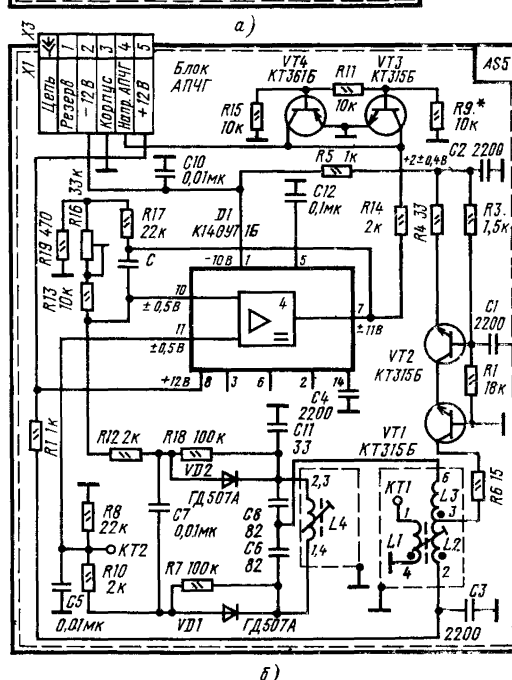 а)
X3
X1
Цепь
Резерв 1
-12 В 2
Корпус 3
Напр. АПЧГ 4
+12 В 5
Блок
АПЧГ
AS5
VT4
КТ361Б
R11
10к
VT3
КТ315Б
R15
10к
R9.*
10к
R5 1к
+2±0,4В
C2 2200
C10
0,01мк
C12
0,1мк
R19 470
R16 33к
R17
22к
D1
К140УТ1Б
R14
2к
R4 33
R3.
1,5к
C
R13
10к
-10В
1
5
10
±0,5В
4
7
±11В
11
±0,5В
C1
2200
VT2
КТ315Б
R1
18к
+12В
8
3
6
2
14
C4
2200
C11
33
R1 1к
R12 2к
R18 100к
VD2
ГД507А
VT1
КТ315Б
R6 15
R8
22к
C7
0,01мк
C8
82
C6
82
2,3
L4
1,4
КТ1
6
L3
3
1
L1
L2
4
2
КТ2
R10
2к
R7 100к
C5
0,01мк
VD1
ГД507А
C3
2200
б)